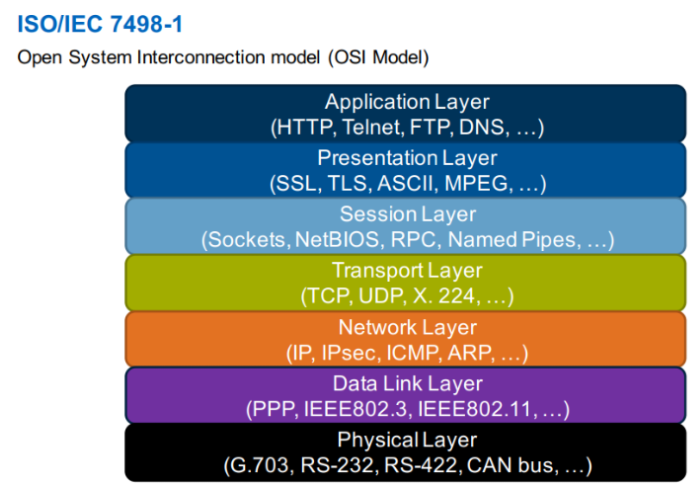 ISO/IEC 7498-1
Open System Interconnection model (OSI Model)
Application Layer
(HTTP, Telnet, FTP, DNS, …)
Presentation Layer
(SSL, TLS, ASCII, MPEG, …)
Session Layer
(Sockets, NetBIOS, RPC, Named Pipes, …)
Transport Layer
(TCP, UDP, X. 224, …)
Network Layer
(IP, IPsec, ICMP, ARP, …)
Data Link Layer
(PPP, IEEE802.3, IEEE802.11, …)
Physical Layer
(G.703, RS-232, RS-422, CAN bus, …)